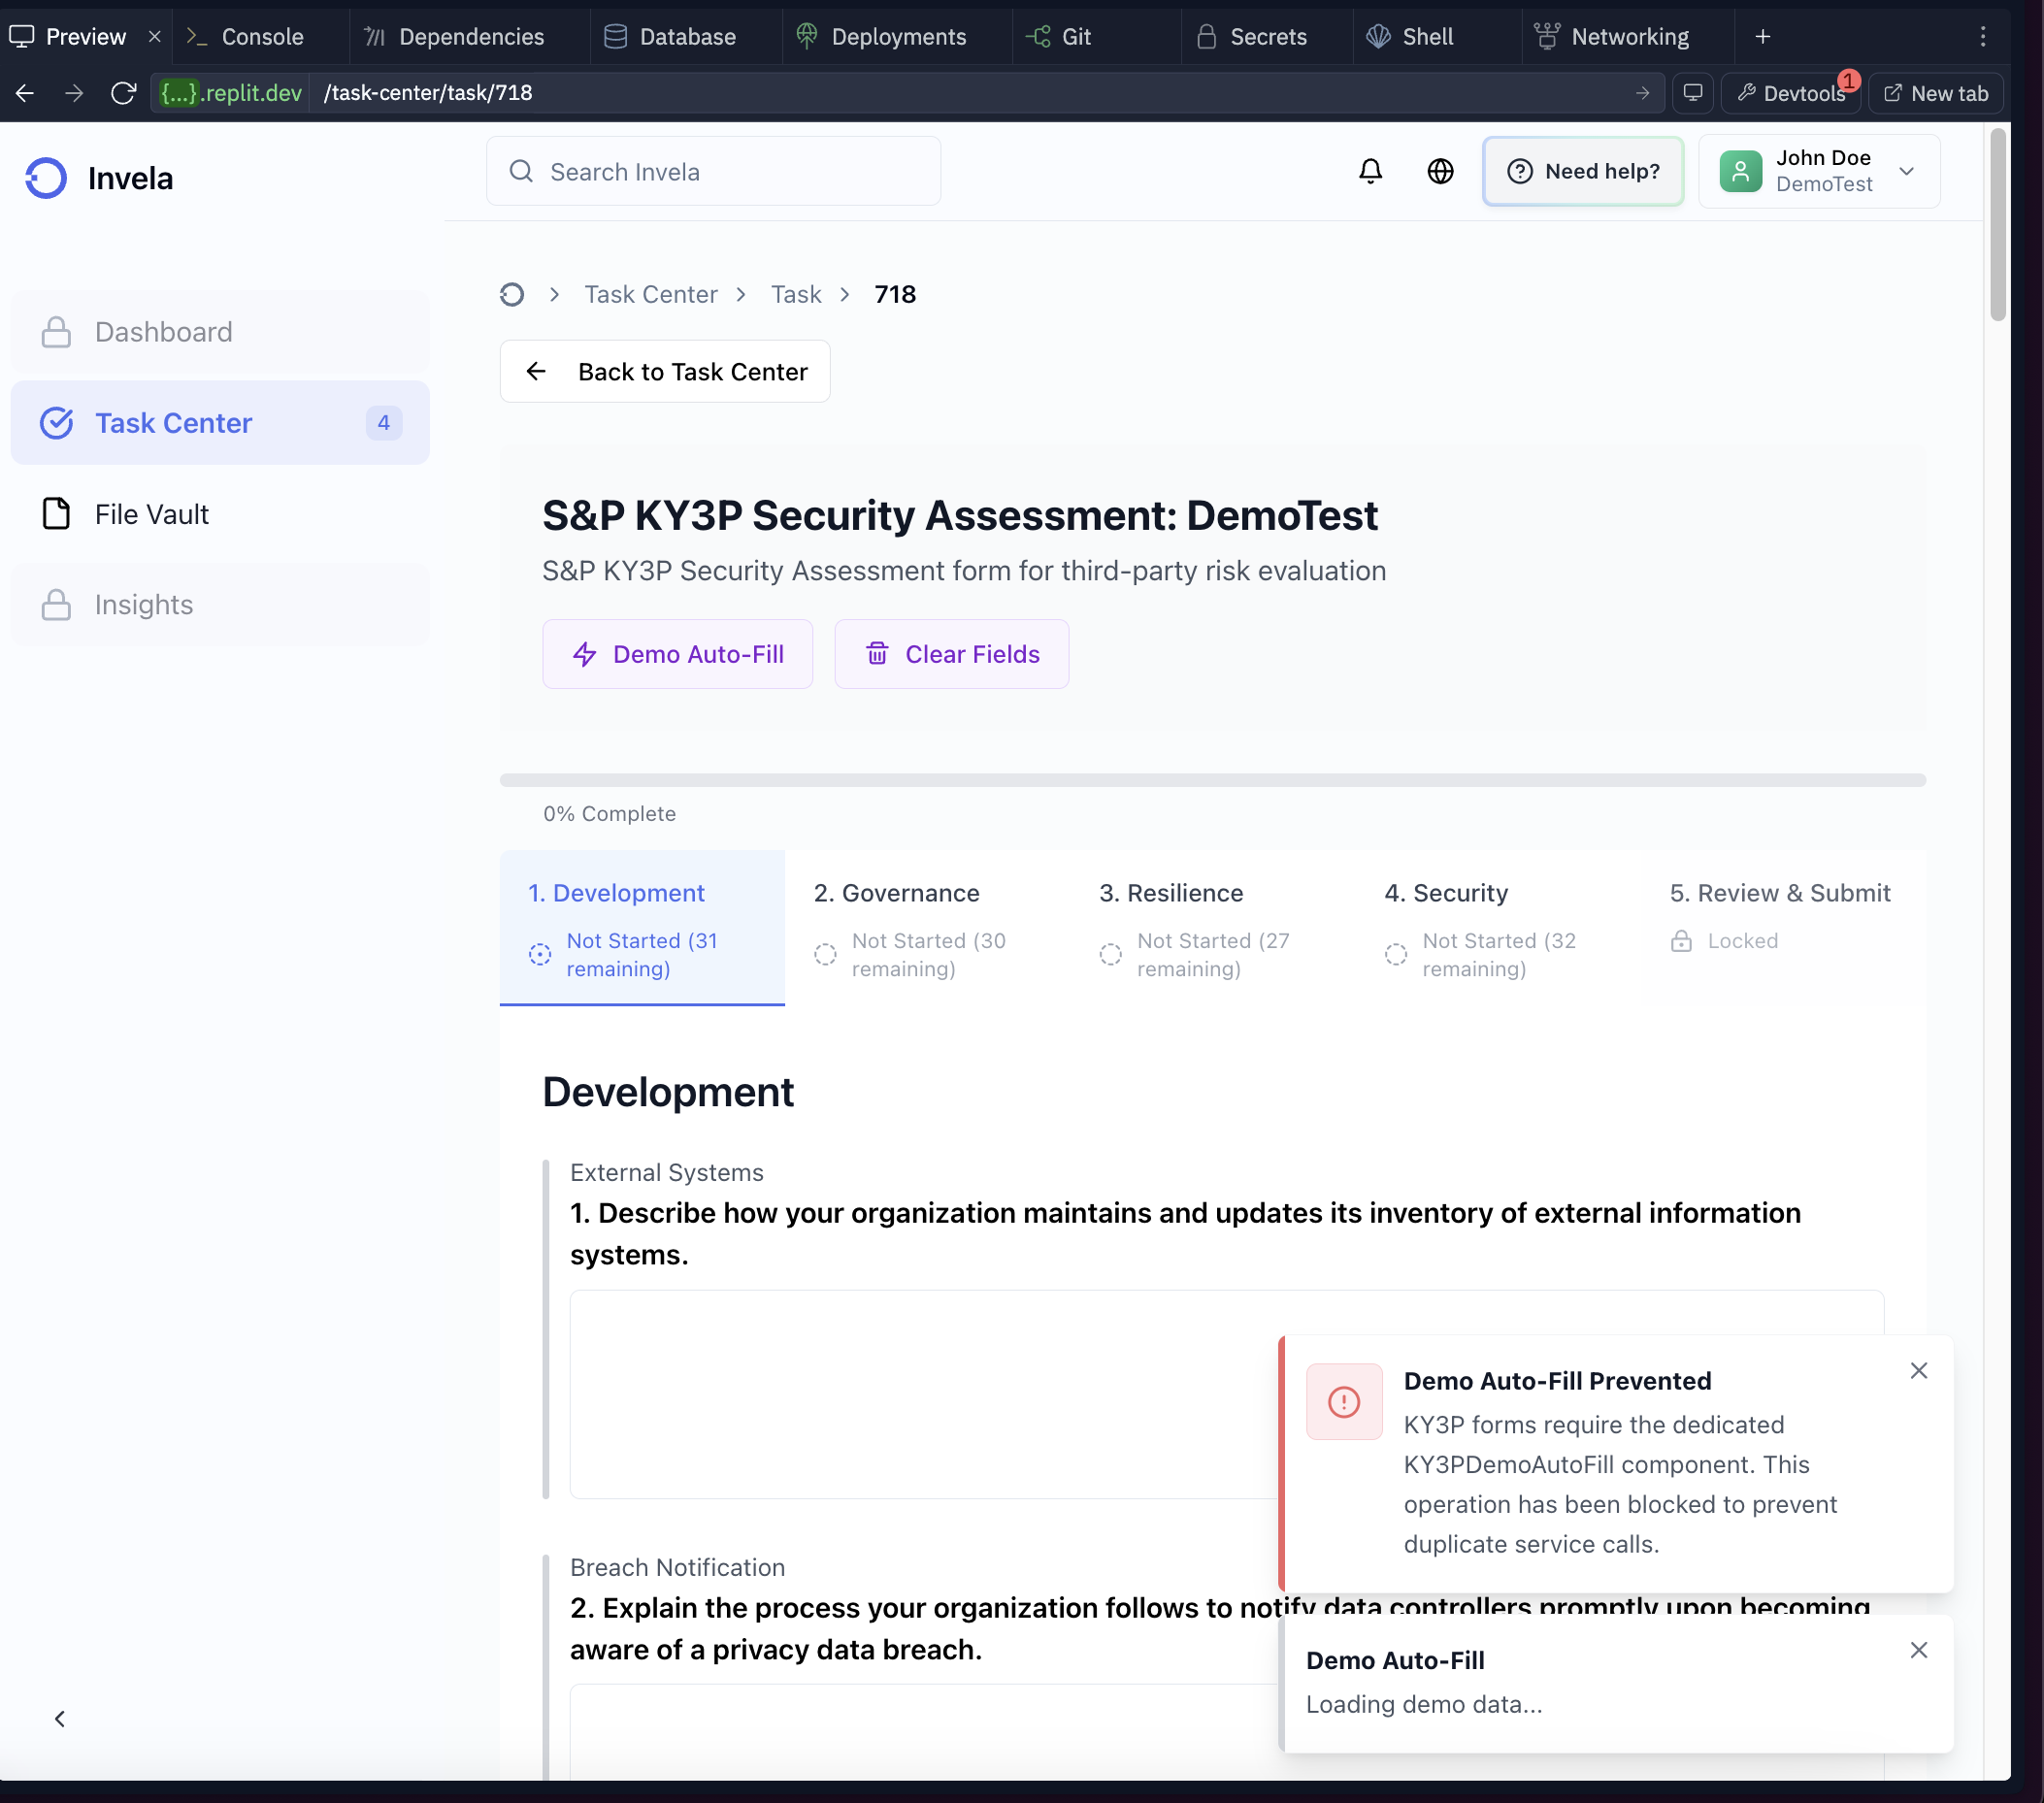 Preview
Console
Dependencies
Database
Deployments
Git
Secrets
Shell
Networking
{...}.replit.dev
/task-center/task/718
Devtools
1
New tab
Invela
Search Invela
Need help?
John Doe
DemoTest
Dashboard
Task Center
4
File Vault
Insights
Task Center
Task
718
Back to Task Center
S&P KY3P Security Assessment: DemoTest
S&P KY3P Security Assessment form for third-party risk evaluation
Demo Auto-Fill
Clear Fields
0% Complete
1. Development
Not Started (31
remaining)
2. Governance
Not Started (30
remaining)
3. Resilience
Not Started (27
remaining)
4. Security
Not Started (32
remaining)
5. Review & Submit
Locked
Development
External Systems
1. Describe how your organization maintains and updates its inventory of external information
systems.
Breach Notification
2. Explain the process your organization follows to notify data controllers promptly upon becoming
aware of a privacy data breach.
Demo Auto-Fill Prevented
KY3P forms require the dedicated
KY3PDemoAutoFill component. This
operation has been blocked to prevent
duplicate service calls.
Demo Auto-Fill
Loading demo data...